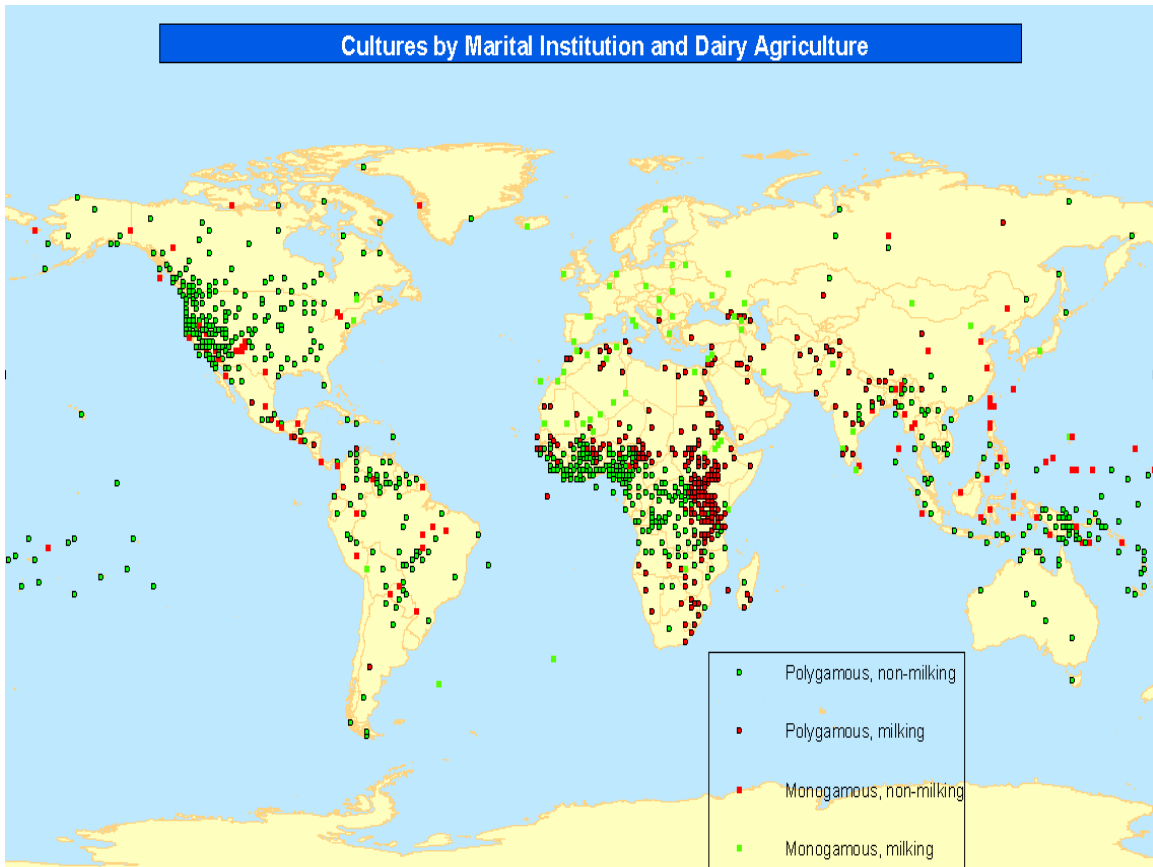 Cultures by Marital Institution and Dairy Agriculture
Polygamous, non-milking
Polygamous, milking
Monogamous, non-milking
Monogamous, milking